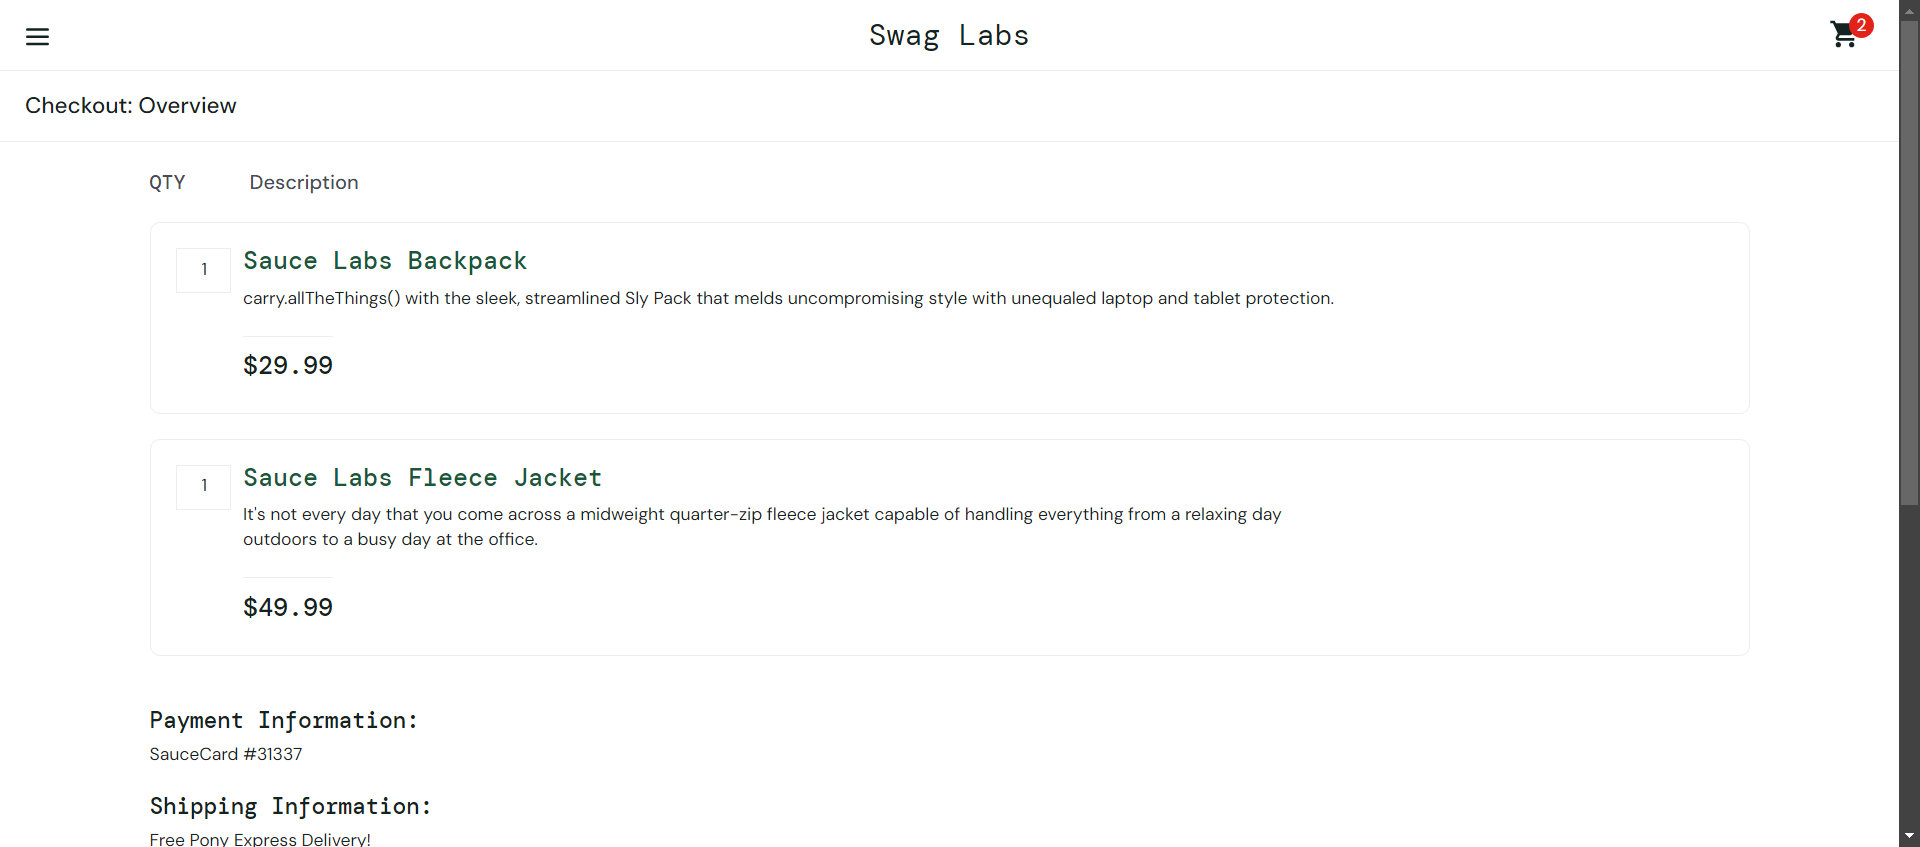 Swag Labs
2
Checkout: Overview
QTY Description
1
Sauce Labs Backpack
carry.allTheThings() with the sleek, streamlined Sly Pack that melds uncompromising style with unequaled laptop and tablet protection.
$29.99
1
Sauce Labs Fleece Jacket
It's not every day that you come across a midweight quarter-zip fleece jacket capable of handling everything from a relaxing day
outdoors to a busy day at the office.
$49.99
Payment Information:
SauceCard #31337
Shipping Information:
Free Pony Express Delivery!